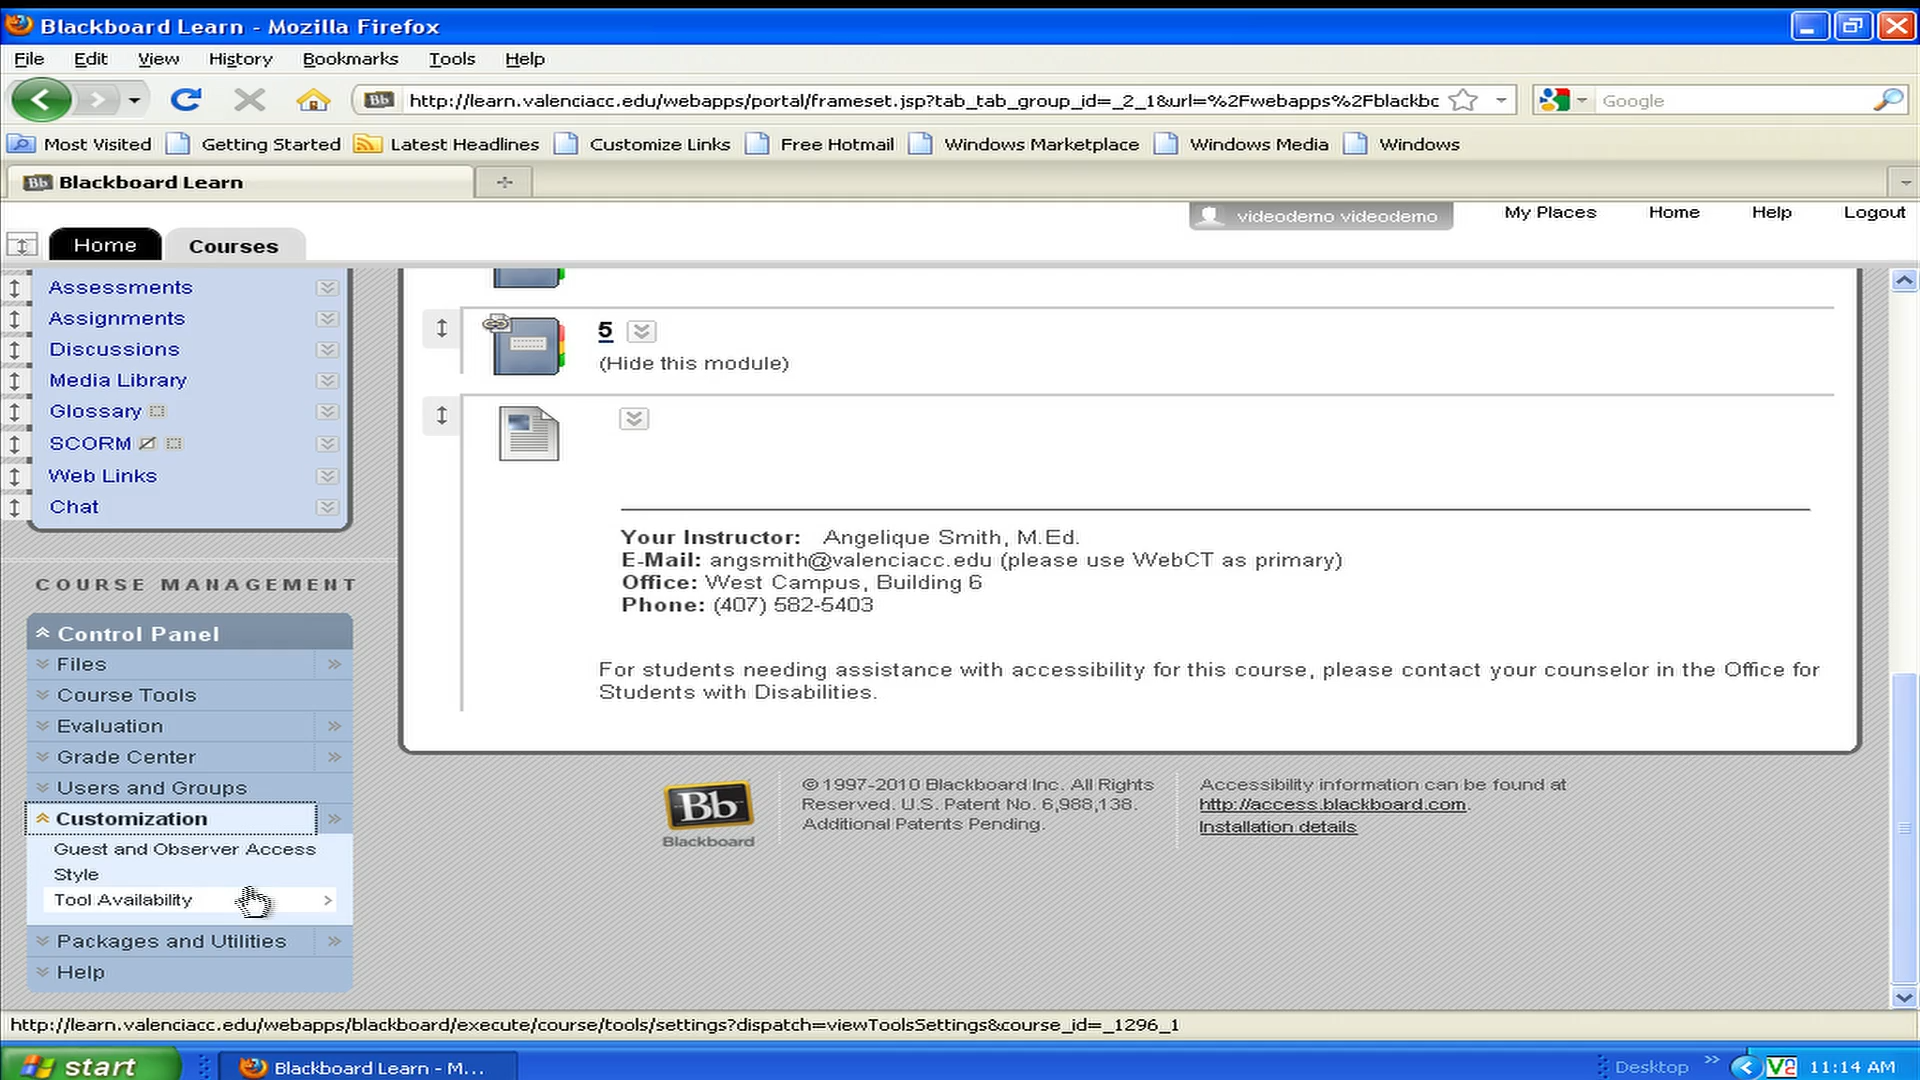 Blackboard Learn - Mozilla Firefox
File Edit View History Bookmarks Tools Help
Bb http://learn.valenciacc.edu/webapps/portal/frameset.jsp?tab_tab_group_id=_2_1&url=%2Fwebapps%2Fblackbc Google
Most Visited Getting Started Latest Headlines Customize Links Free Hotmail Windows Marketplace Windows Media Windows
Bb Blackboard Learn
videodemo videodemo My Places Home Help Logout
Home Courses
Assessments
Assignments
Discussions
Media Library
Glossary
SCORM
Web Links
Chat
COURSE MANAGEMENT
Control Panel
Files
Course Tools
Evaluation
Grade Center
Users and Groups
Customization
Guest and Observer Access
Style
Tool Availability
Packages and Utilities
Help
5
(Hide this module)
Your Instructor: Angelique Smith, M.Ed.
E-Mail: angsmith@valenciacc.edu (please use WebCT as primary)
Office: West Campus, Building 6
Phone: (407) 582-5403
For students needing assistance with accessibility for this course, please contact your counselor in the Office for
Students with Disabilities.
Bb
Blackboard
© 1997-2010 Blackboard Inc. All Rights
Reserved. U.S. Patent No. 6,988,138.
Additional Patents Pending.
Accessibility information can be found at
http://access.blackboard.com.
Installation details
http://learn.valenciacc.edu/webapps/blackboard/execute/course/tools/settings?dispatch=viewToolsSettings&course_id=_1296_1
start Blackboard Learn - M... Desktop 11:14 AM